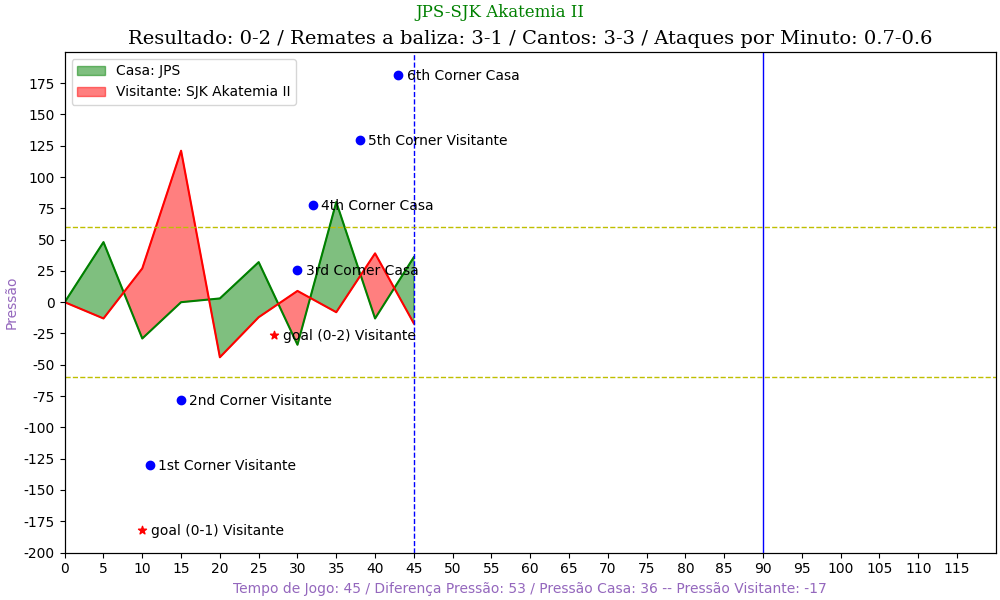 JPS-SJK Akatemia II
Resultado: 0-2 / Remates a baliza: 3-1 / Cantos: 3-3 / Ataques por Minuto: 0.7-0.6
Casa: JPS
Visitante: SJK Akatemia II
6th Corner Casa
5th Corner Visitante
4th Corner Casa
3rd Corner Casa
goal (0-2) Visitante
2nd Corner Visitante
1st Corner Visitante
goal (0-1) Visitante
Pressão
175
150
125
100
75
50
25
0
-25
-50
-75
-100
-125
-150
-175
-200
0 5 10 15 20 25 30 35 40 45 50 55 60 65 70 75 80 85 90 95 100 105 110 115
Tempo de Jogo: 45 / Diferença Pressão: 53 / Pressão Casa: 36 -- Pressão Visitante: -17